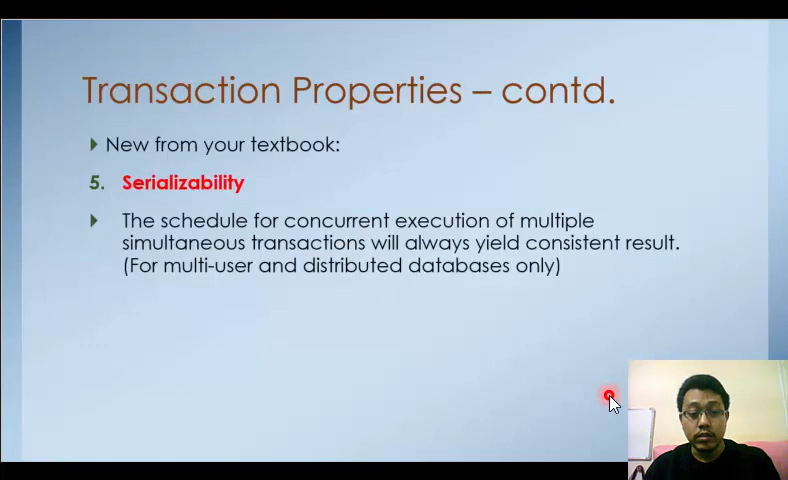 Transaction Properties – contd.
New from your textbook:
5. Serializability
The schedule for concurrent execution of multiple
simultaneous transactions will always yield consistent result.
(For multi-user and distributed databases only)